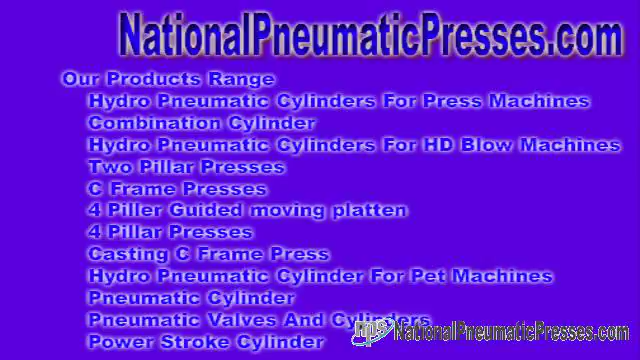 NationalPneumaticPresses.com
Our Products Range
Hydro Pneumatic Cylinders For Press Machines
Combination Cylinder
Hydro Pneumatic Cylinders For HD Blow Machines
Two Pillar Presses
C Frame Presses
4 Piller Guided moving platten
4 Pillar Presses
Casting C Frame Press
Hydro Pneumatic Cylinder For Pet Machines
Pneumatic Cylinder
Pneumatic Valves And Cylinders
NationalPneumaticPresses.com
Power Stroke Cylinder